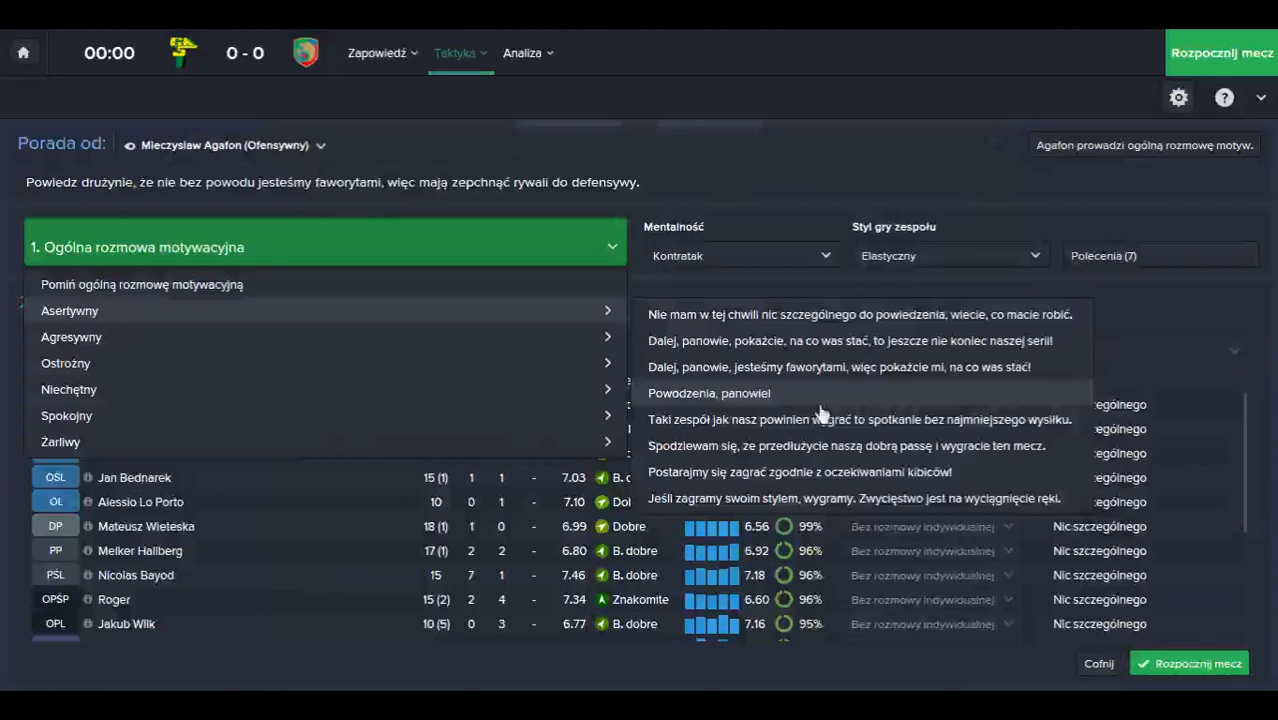 00:00
0 - 0
Zapowiedź
Taktyka
Analiza
Rozpocznij mecz
?
Porada od:
Mieczysław Agafon (Ofensywny)
Agafon prowadzi ogólną rozmowę motyw.
Powiedz drużynie, że nie bez powodu jesteśmy faworytami, więc mają zepchnąć rywali do defensywy.
1. Ogólna rozmowa motywacyjna
Mentalność
Kontratak
Styl gry zespołu
Elastyczny
Polecenia (7)
Pomiń ogólną rozmowę motywacyjną
Asertywny
Agresywny
Ostrożny
Niechętny
Spokojny
Żarliwy
Nie mam w tej chwili nic szczególnego do powiedzenia, wiecie, co macie robić.
Dalej, panowie, pokażcie, na co was stać, to jeszcze nie koniec naszej serii!
Dalej, panowie, jesteśmy faworytami, więc pokażcie mi, na co was stać!
Powodzenia, panowie!
Taki zespół jak nasz powinien wygrać to spotkanie bez najmniejszego wysiłku.
Spodziewam się, że przedłużycie naszą dobrą passę i wygracie ten mecz.
Postarajmy się zagrać zgodnie z oczekiwaniami kibiców!
Jeśli zagramy swoim stylem, wygramy. Zwycięstwo jest na wyciągnięcie ręki.
OŚL Jan Bednarek 15 (1) 1 1 - 7.03
OL Alessio Lo Porto 10 0 1 - 7.10
DP Mateusz Wieteska 18 (1) 1 0 - 6.99 Dobre 6.56 99% Bez rozmowy indywidualnej Nic szczególnego
PP Melker Hallberg 17 (1) 2 2 - 6.80 B. dobre 6.92 96% Bez rozmowy indywidualnej Nic szczególnego
PŚL Nicolas Bayod 15 7 1 - 7.46 B. dobre 7.18 96% Bez rozmowy indywidualnej Nic szczególnego
OPŚP Roger 15 (2) 2 4 - 7.34 Znakomite 6.60 96% Bez rozmowy indywidualnej Nic szczególnego
OPL Jakub Wilk 10 (5) 0 3 - 6.77 B. dobre 7.16 95% Bez rozmowy indywidualnej Nic szczególnego
Cofnij
Rozpocznij mecz